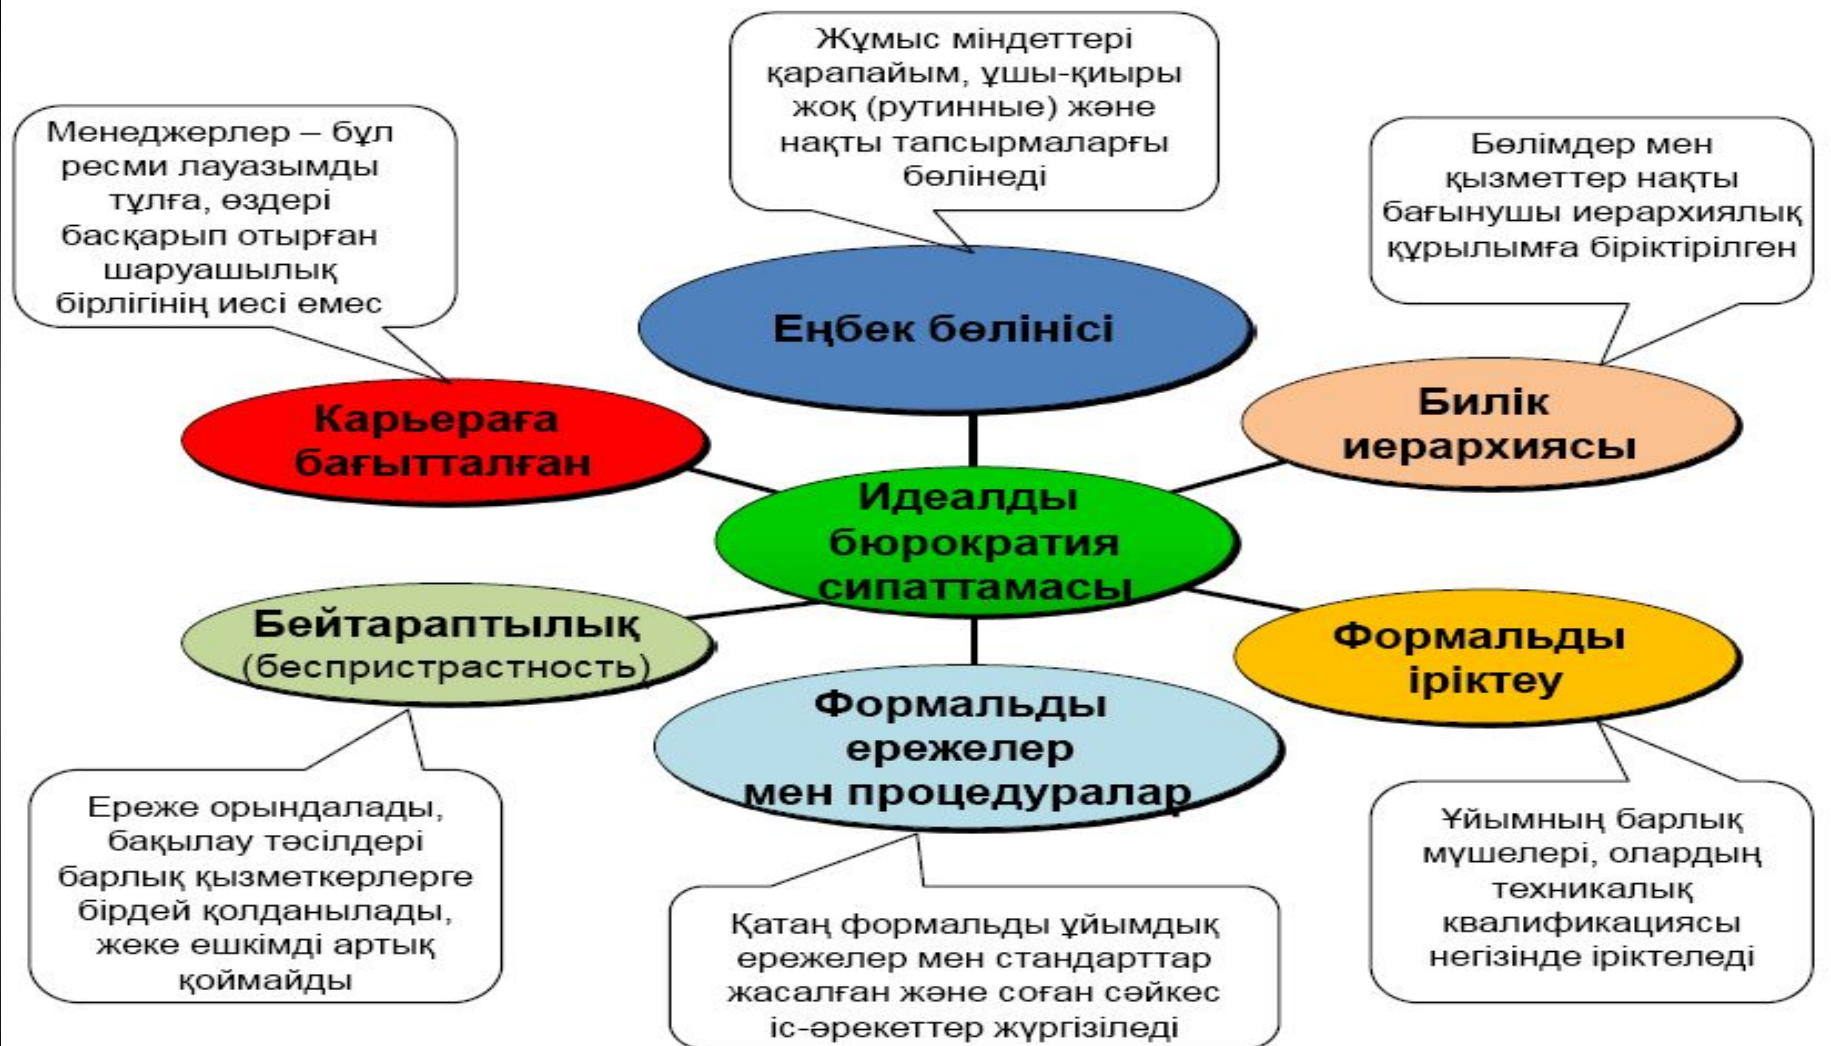 Жұмыс міндеттері
қарапайым, ұшы-қиыры
жоқ (рутинные) және
нақты тапсырмаларғы
бөлінеді
Менеджерлер – бұл
ресми лауазымды
тұлға, өздері
басқарып отырған
шаруашылық
бірлігінің иесі емес
Бөлімдер мен
қызметтер нақты
бағынушы иерархиялық
құрылымға біріктірілген
Еңбек бөлінісі
Карьераға
бағытталған
Билік
иерархиясы
Идеалды
бюрократия
сипаттамасы
Бейтараптылық
(беспристрастность)
Формальды
ережелер
мен процедуралар
Формальды
іріктеу
Ереже орындалады,
бақылау тәсілдері
барлық қызметкерлерге
бірдей қолданылады,
жеке ешкімді артық
қоймайды
Қатаң формальды ұйымдық
ережелер мен стандарттар
жасалған және соған сәйкес
іс-әрекеттер жүргізіледі
Ұйымның барлық
мүшелері, олардың
техникалық
квалификациясы
негізінде іріктеледі